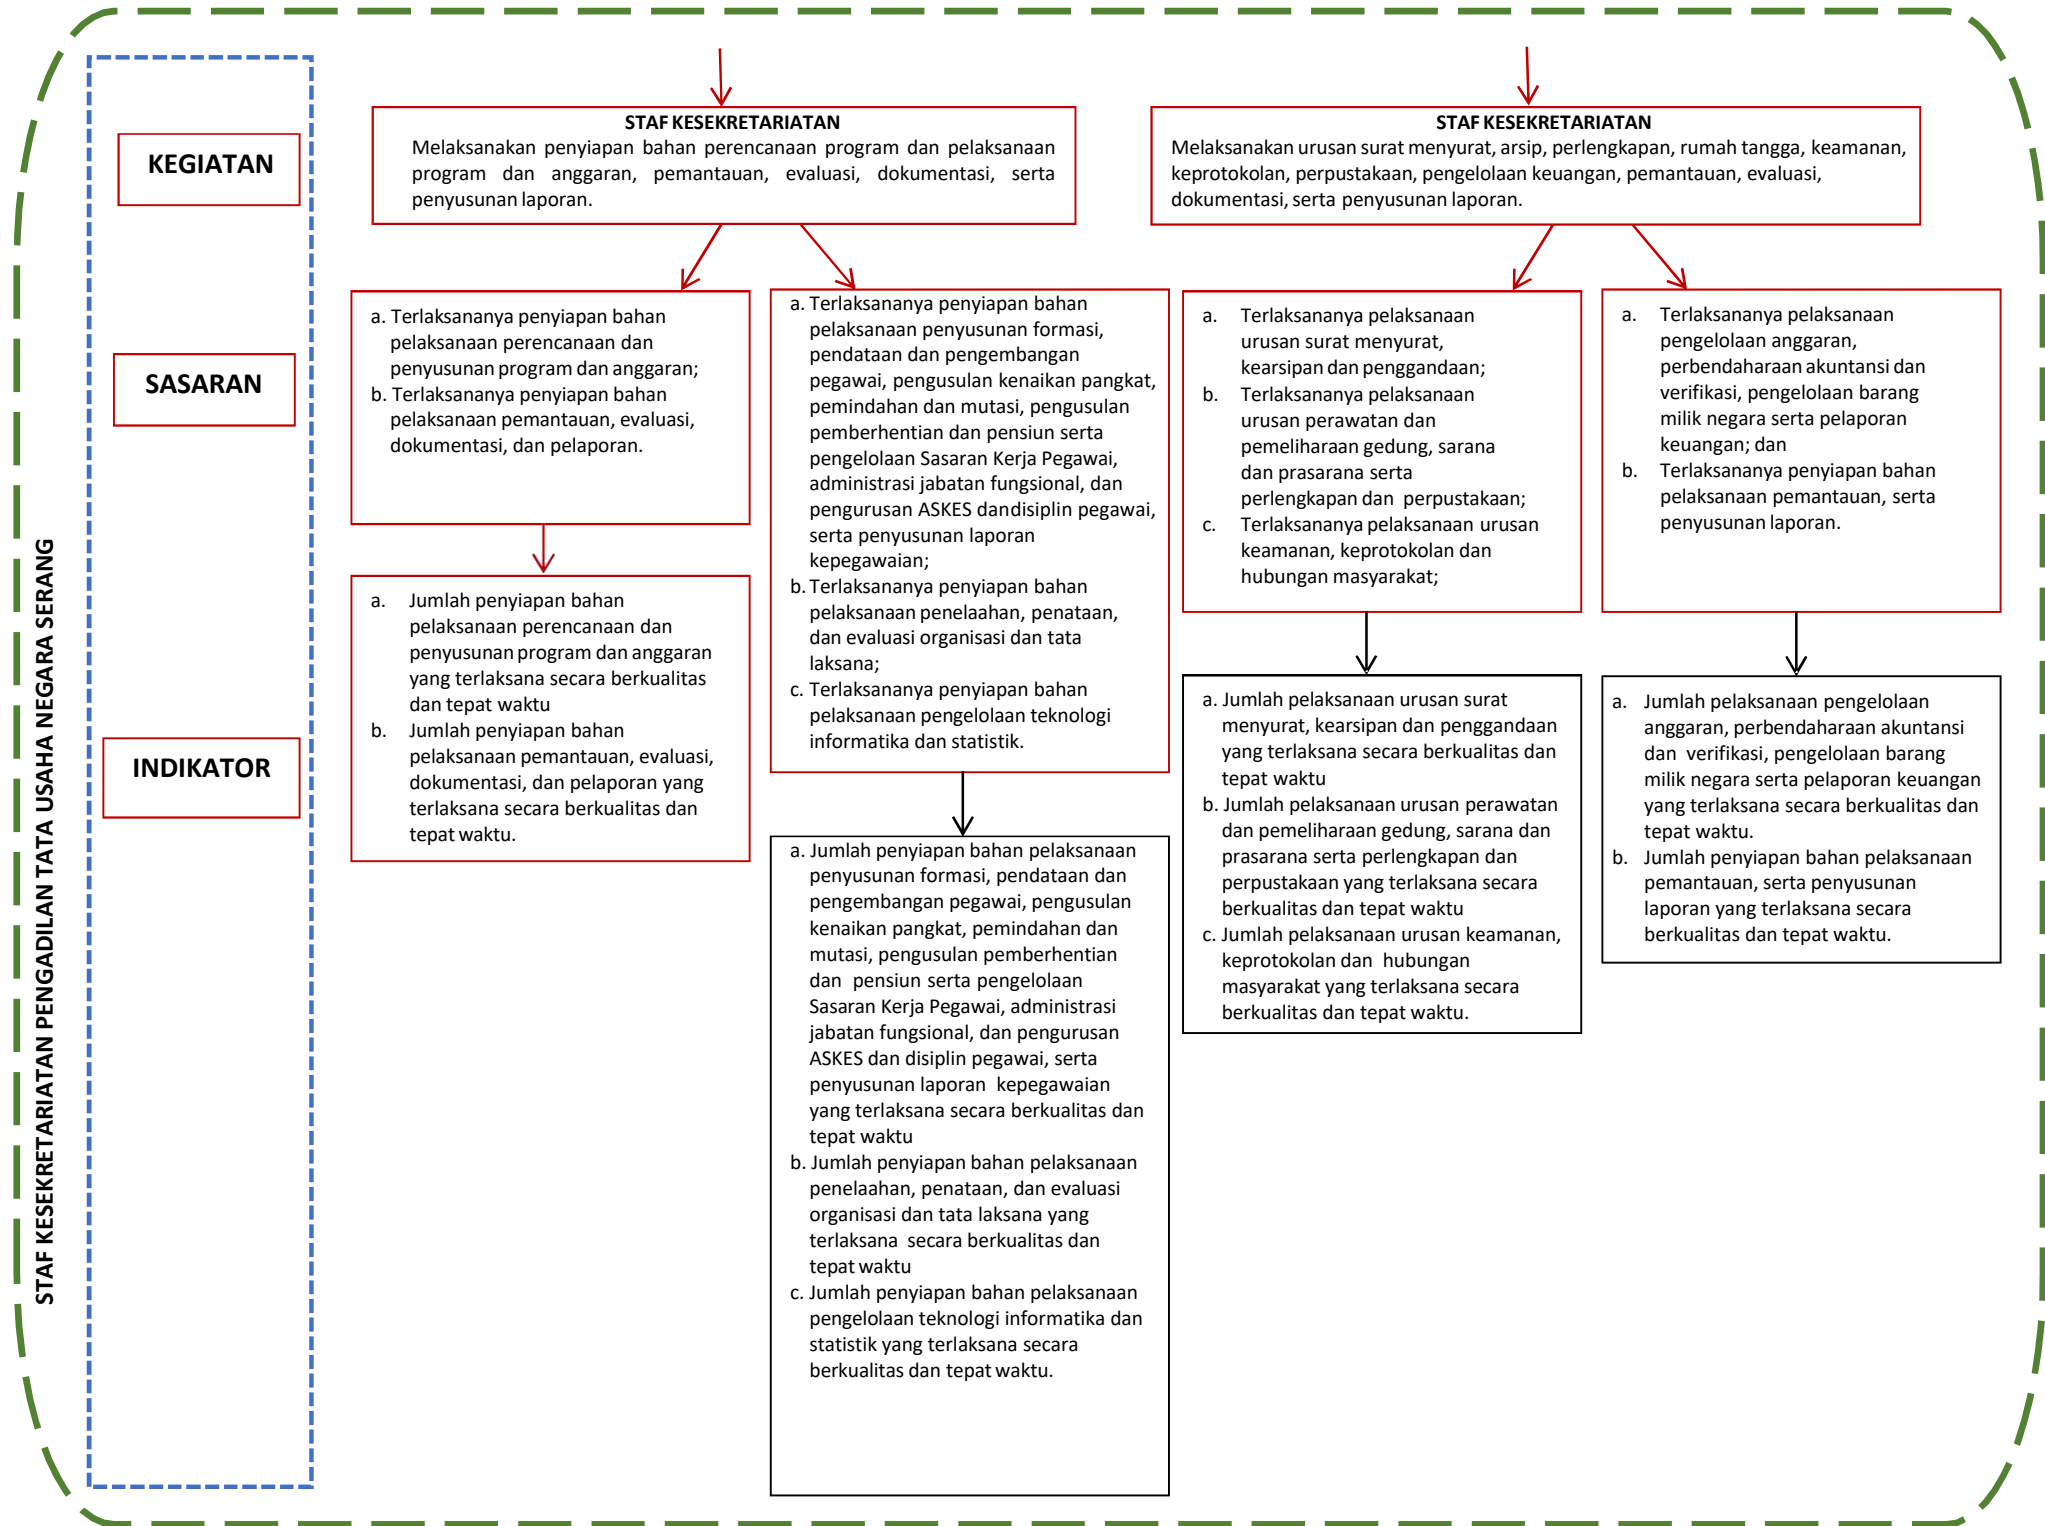 STAF KESEKRETARIATAN PENGADILAN TATA USAHA NEGARA SERANG
KEGIATAN
SASARAN
INDIKATOR
STAF KESEKRETARIATAN
Melaksanakan penyiapan bahan perencanaan program dan pelaksanaan
program dan anggaran, pemantauan, evaluasi, dokumentasi, serta
penyusunan laporan.
a. Terlaksananya penyiapan bahan
pelaksanaan perencanaan dan
penyusunan program dan anggaran;
b. Terlaksananya penyiapan bahan
pelaksanaan pemantauan, evaluasi,
dokumentasi, dan pelaporan.
a. Jumlah penyiapan bahan
pelaksanaan perencanaan dan
penyusunan program dan anggaran
yang terlaksana secara berkualitas
dan tepat waktu
b. Jumlah penyiapan bahan
pelaksanaan pemantauan, evaluasi,
dokumentasi, dan pelaporan yang
terlaksana secara berkualitas dan
tepat waktu.
a. Terlaksananya penyiapan bahan
pelaksanaan penyusunan formasi,
pendataan dan pengembangan
pegawai, pengusulan kenaikan pangkat,
pemindahan dan mutasi, pengusulan
pemberhentian dan pensiun serta
pengelolaan Sasaran Kerja Pegawai,
administrasi jabatan fungsional, dan
pengurusan ASKES dandisiplin pegawai,
serta penyusunan laporan
kepegawaian;
b. Terlaksananya penyiapan bahan
pelaksanaan penelaahan, penataan,
dan evaluasi organisasi dan tata
laksana;
c. Terlaksananya penyiapan bahan
pelaksanaan pengelolaan teknologi
informatika dan statistik.
a. Jumlah penyiapan bahan pelaksanaan
penyusunan formasi, pendataan dan
pengembangan pegawai, pengusulan
kenaikan pangkat, pemindahan dan
mutasi, pengusulan pemberhentian
dan pensiun serta pengelolaan
Sasaran Kerja Pegawai, administrasi
jabatan fungsional, dan pengurusan
ASKES dan disiplin pegawai, serta
penyusunan laporan kepegawaian
yang terlaksana secara berkualitas dan
tepat waktu
b. Jumlah penyiapan bahan pelaksanaan
penelaahan, penataan, dan evaluasi
organisasi dan tata laksana yang
terlaksana secara berkualitas dan
tepat waktu
c. Jumlah penyiapan bahan pelaksanaan
pengelolaan teknologi informatika dan
statistik yang terlaksana secara
berkualitas dan tepat waktu.
STAF KESEKRETARIATAN
Melaksanakan urusan surat menyurat, arsip, perlengkapan, rumah tangga, keamanan,
keprotokolan, perpustakaan, pengelolaan keuangan, pemantauan, evaluasi,
dokumentasi, serta penyusunan laporan.
a. Terlaksananya pelaksanaan
urusan surat menyurat,
kearsipan dan penggandaan;
b. Terlaksananya pelaksanaan
urusan perawatan dan
pemeliharaan gedung, sarana
dan prasarana serta
perlengkapan dan perpustakaan;
c. Terlaksananya pelaksanaan urusan
keamanan, keprotokolan dan
hubungan masyarakat;
a. Jumlah pelaksanaan urusan surat
menyurat, kearsipan dan penggandaan
yang terlaksana secara berkualitas dan
tepat waktu
b. Jumlah pelaksanaan urusan perawatan
dan pemeliharaan gedung, sarana dan
prasarana serta perlengkapan dan
perpustakaan yang terlaksana secara
berkualitas dan tepat waktu
c. Jumlah pelaksanaan urusan keamanan,
keprotokolan dan hubungan
masyarakat yang terlaksana secara
berkualitas dan tepat waktu.
a. Terlaksananya pelaksanaan
pengelolaan anggaran,
perbendaharaan akuntansi dan
verifikasi, pengelolaan barang
milik negara serta pelaporan
keuangan; dan
b. Terlaksananya penyiapan bahan
pelaksanaan pemantauan, serta
penyusunan laporan.
a. Jumlah pelaksanaan pengelolaan
anggaran, perbendaharaan akuntansi
dan verifikasi, pengelolaan barang
milik negara serta pelaporan keuangan
yang terlaksana secara berkualitas dan
tepat waktu.
b. Jumlah penyiapan bahan pelaksanaan
pemantauan, serta penyusunan
laporan yang terlaksana secara
berkualitas dan tepat waktu.